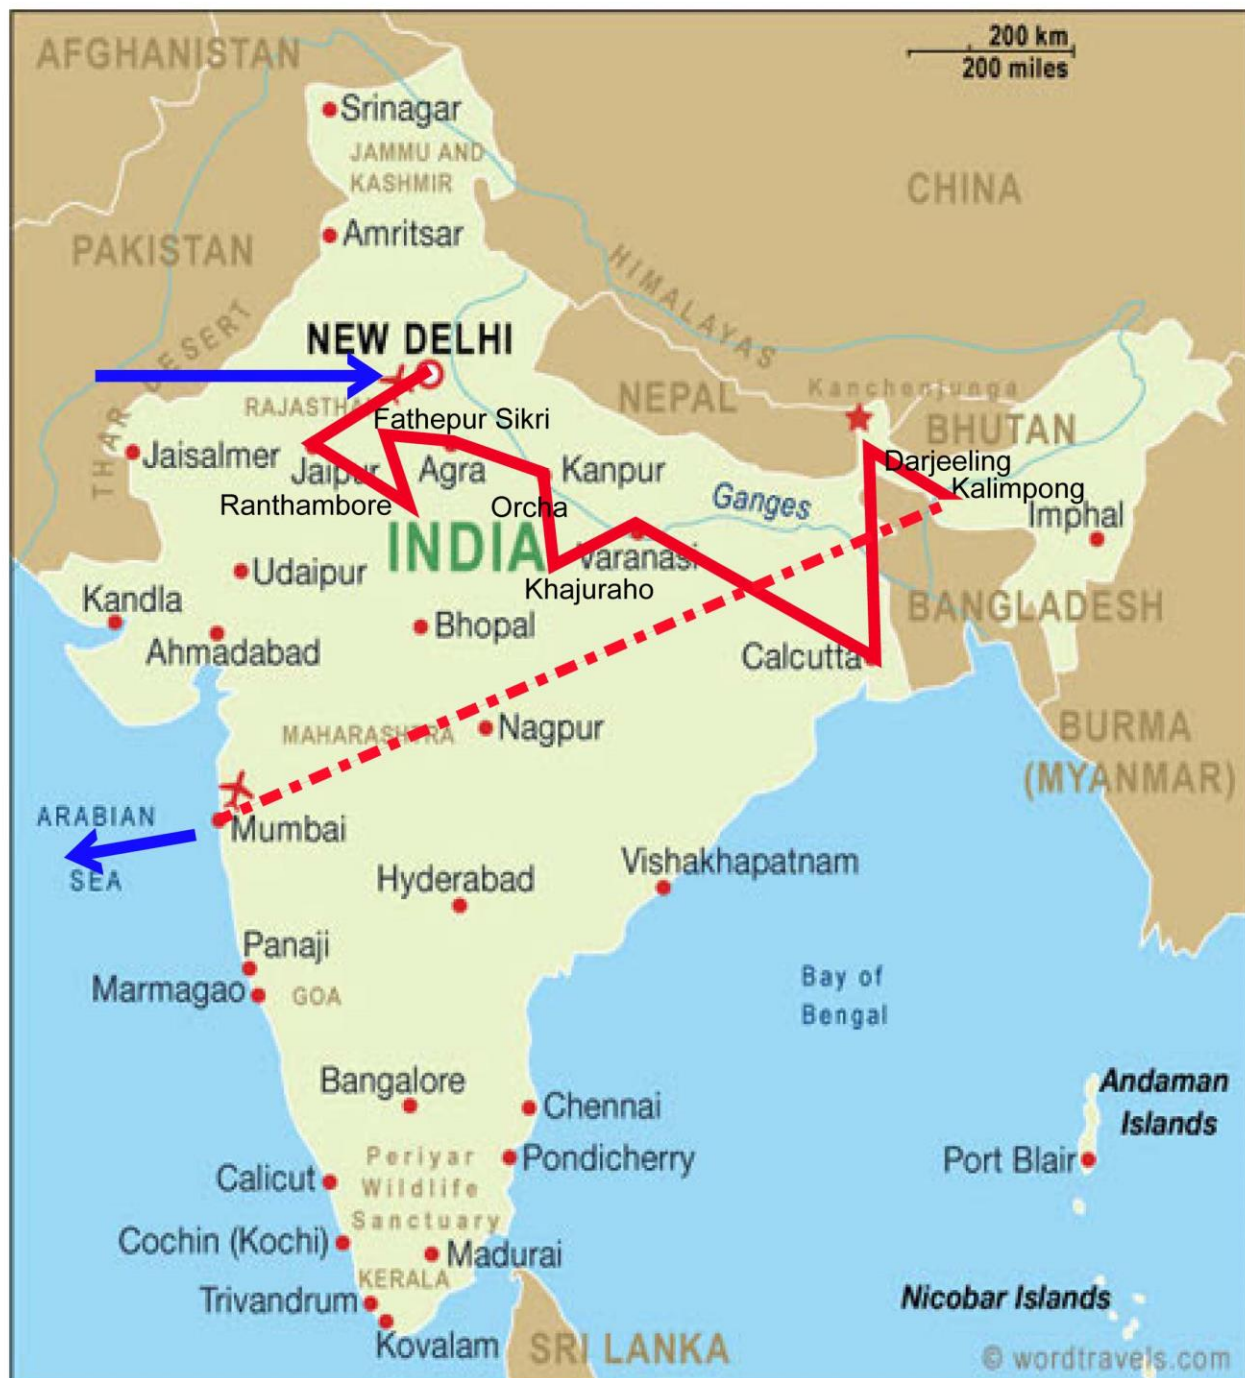 200 km
200 miles
AFGHANISTAN
Srinagar
JAMMU AND
KASHMIR
CHINA
Amritsar
PAKISTAN
HIMALAYAS
NEW DELHI
THAR DESERT
RAJASTHAN
NEPAL
Kanchenjunga
Fathepur Sikri
BHUTAN
Jaisalmer
Jaipur
Agra
Kanpur
Darjeeling
Kalimpong
Ranthambore
Orcha
Ganges
Imphal
INDIA
Varanasi
Udaipur
Khajuraho
Kandla
BANGLADESH
Bhopal
Ahmadabad
Calcutta
MAHARASHTRA
Nagpur
BURMA
(MYANMAR)
ARABIAN
SEA
Mumbai
Vishakhapatnam
Hyderabad
Panaji
Marmagao
GOA
Bay of
Bengal
Bangalore
Chennai
Andaman
Islands
Periyar
Wildlife
Sanctuary
Pondicherry
Port Blair
Calicut
Cochin (Kochi)
Madurai
KERALA
Trivandrum
Nicobar Islands
Kovalam
SRI LANKA
© wordtravels.com